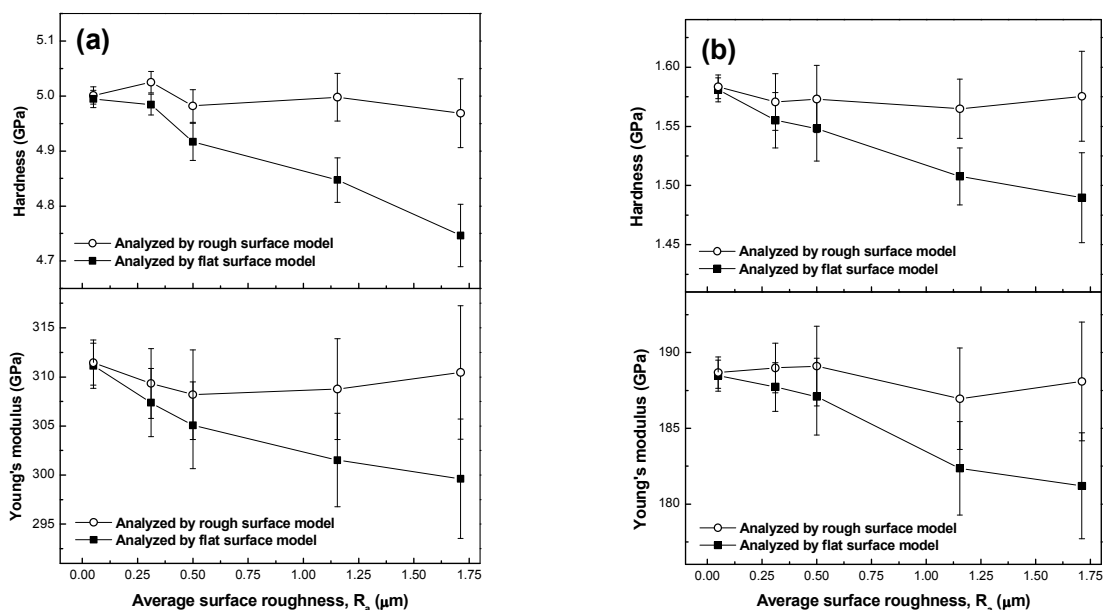 (a)
5.1
5.0
4.9
4.8
4.7
Hardness (GPa)
Analyzed by rough surface model
Analyzed by flat surface model
315
310
305
300
295
Young's modulus (GPa)
Analyzed by rough surface model
Analyzed by flat surface model
0.00 0.25 0.50 0.75 1.00 1.25 1.50 1.75
Average surface roughness, Ra (μm)
(b)
1.60
1.55
1.50
1.45
Hardness (GPa)
Analyzed by rough surface model
Analyzed by flat surface model
190
185
180
Young's modulus (GPa)
Analyzed by rough surface model
Analyzed by flat surface model
0.00 0.25 0.50 0.75 1.00 1.25 1.50 1.75
Average surface roughness, Ra (μm)